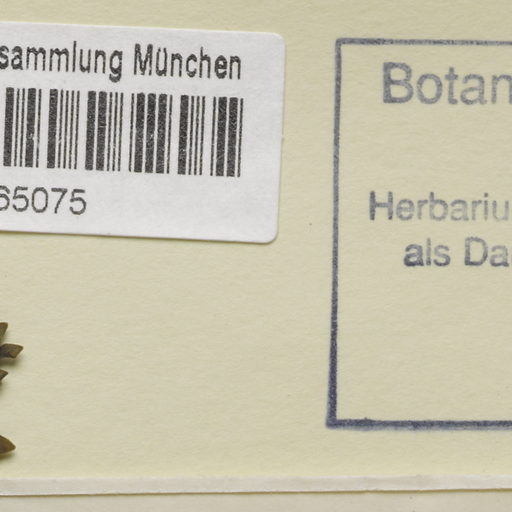 sammlung München
65075
Botan
Herbariu
als Da